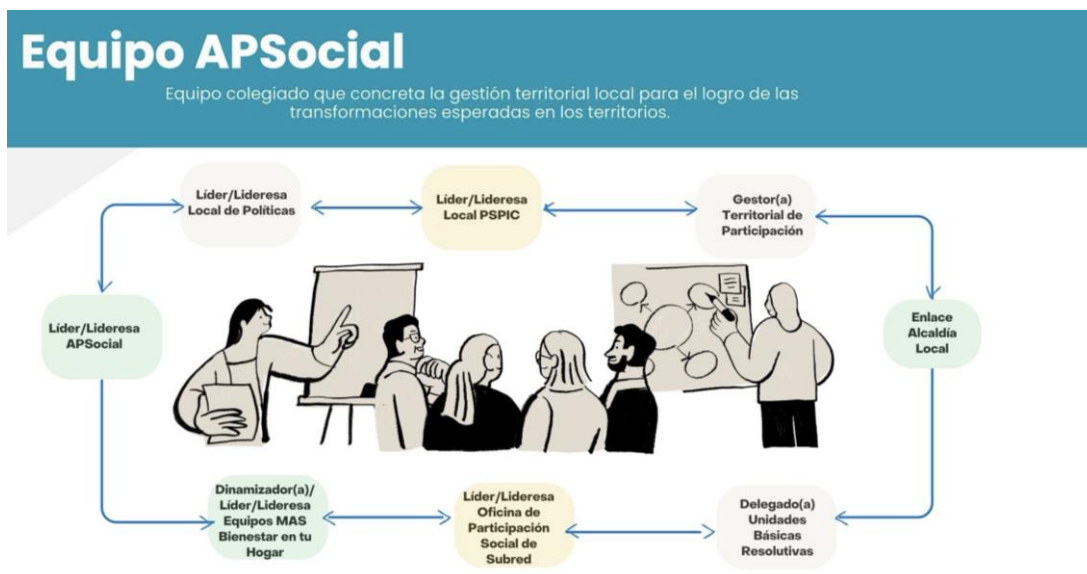 Equipo APSocial
Equipo colegiado que concreta la gestión territorial local para el logro de las
transformaciones esperadas en los territorios.
Líder/Lideresa
Local de Políticas
Líder/Lideresa
Local PSPIC
Gestor(a)
Territorial de
Participación
Líder/Lideresa
APSocial
Enlace
Alcaldía
Local
Dinamizador(a)/
Líder/Lideresa
Equipos MAS
Bienestar en tu
Hogar
Líder/Lideresa
Oficina de
Participación
Social de
Subred
Delegado(a)
Unidades
Básicas
Resolutivas